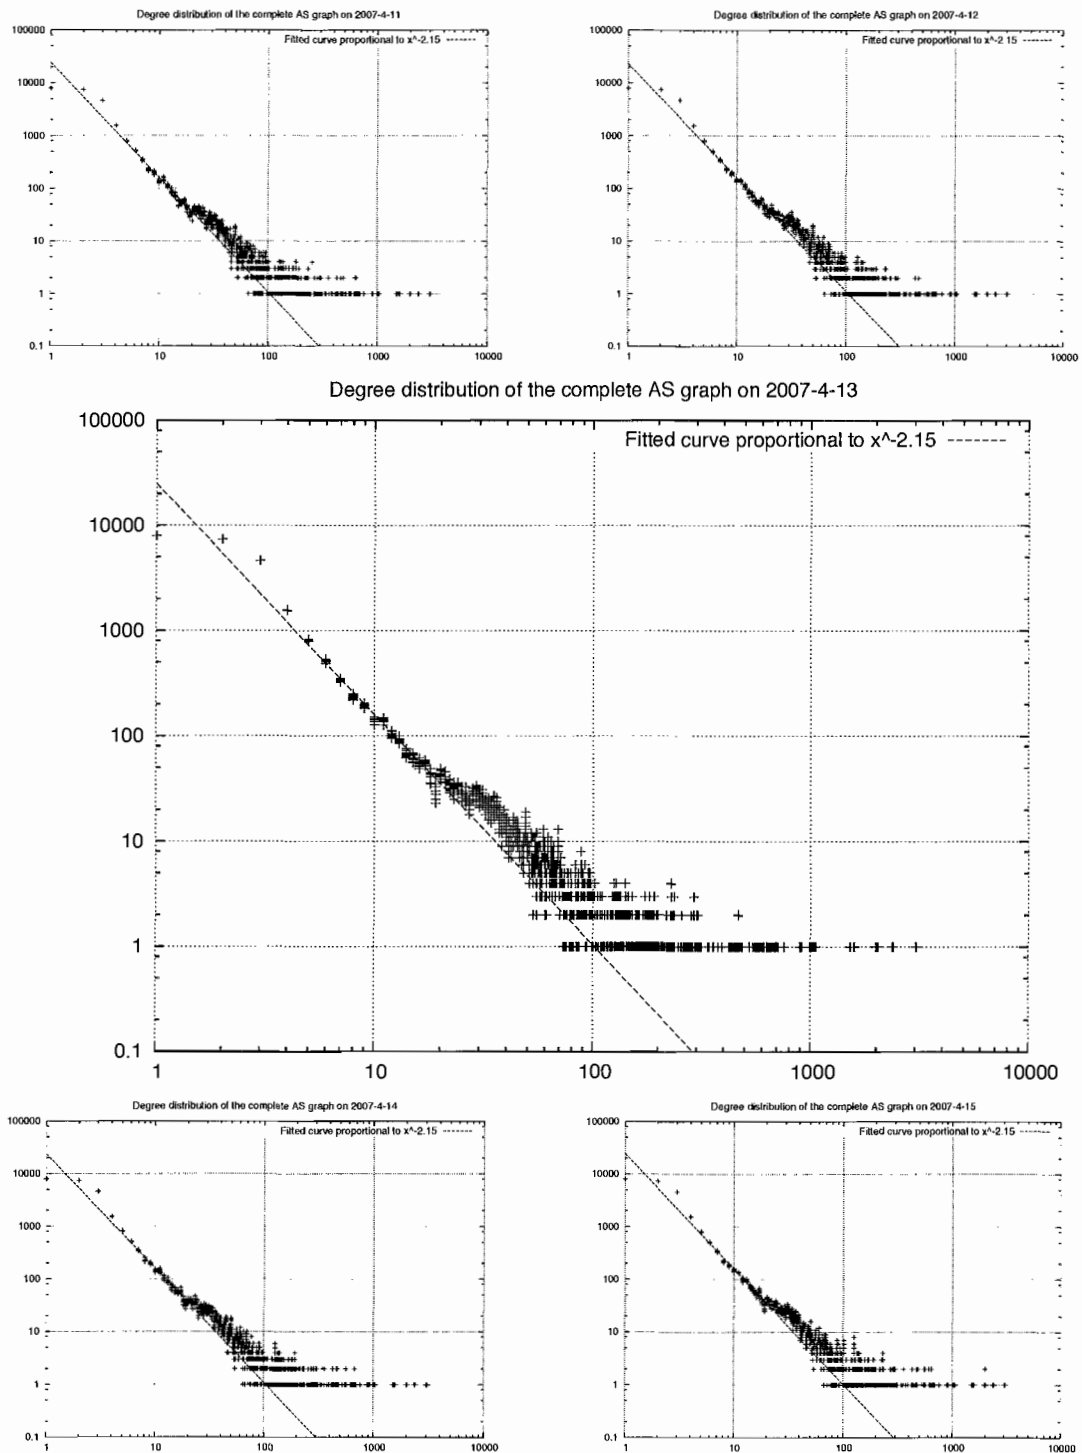 Degree distribution of the complete AS graph on 2007-4-11
Fitted curve proportional to x^-2.15
100000
10000
1000
100
10
1
0.1
1 10 100 1000 10000
Degree distribution of the complete AS graph on 2007-4-12
Fitted curve proportional to x^-2.15
100000
10000
1000
100
10
1
0.1
1 10 100 1000 10000
Degree distribution of the complete AS graph on 2007-4-13
Fitted curve proportional to x^-2.15
100000
10000
1000
100
10
1
0.1
1 10 100 1000 10000
Degree distribution of the complete AS graph on 2007-4-14
Fitted curve proportional to x^-2.15
100000
10000
1000
100
10
1
0.1
1 10 100 1000 10000
Degree distribution of the complete AS graph on 2007-4-15
Fitted curve proportional to x^-2.15
100000
10000
1000
100
10
1
0.1
1 10 100 1000 10000